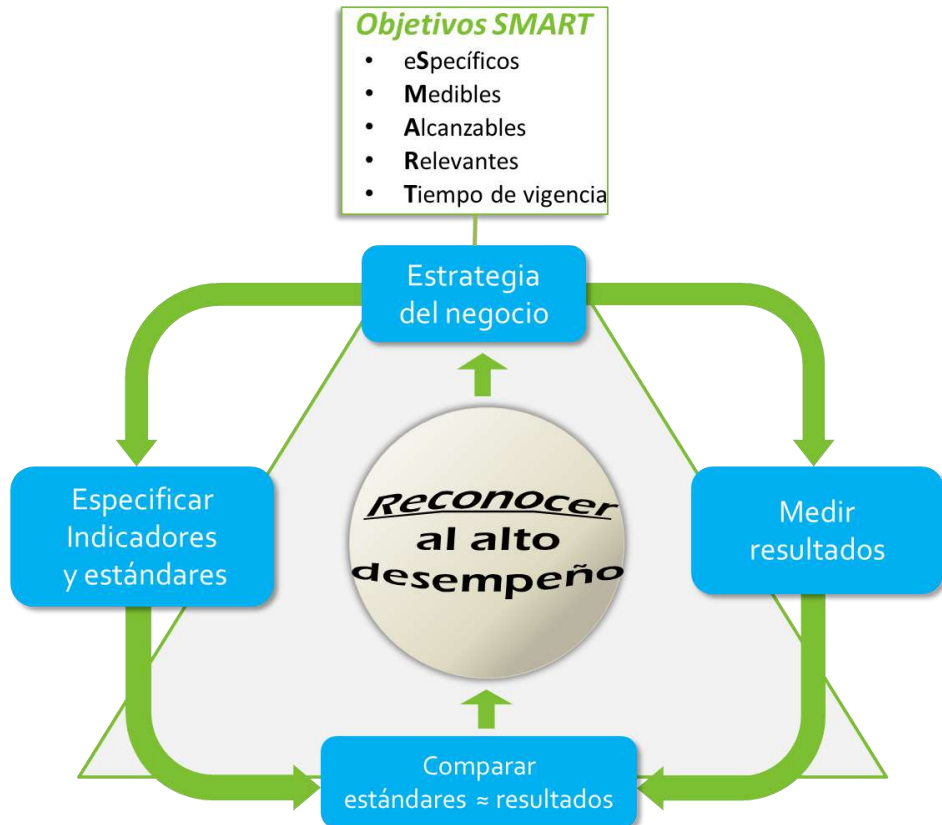 Objetivos SMART
• eSpecíficos
• Medibles
• Alcanzables
• Relevantes
• Tiempo de vigencia
Estrategia
del negocio
Especificar
Indicadores
y estándares
Reconocer
al alto
desempeño
Medir
resultados
Comparar
estándares ≈ resultados